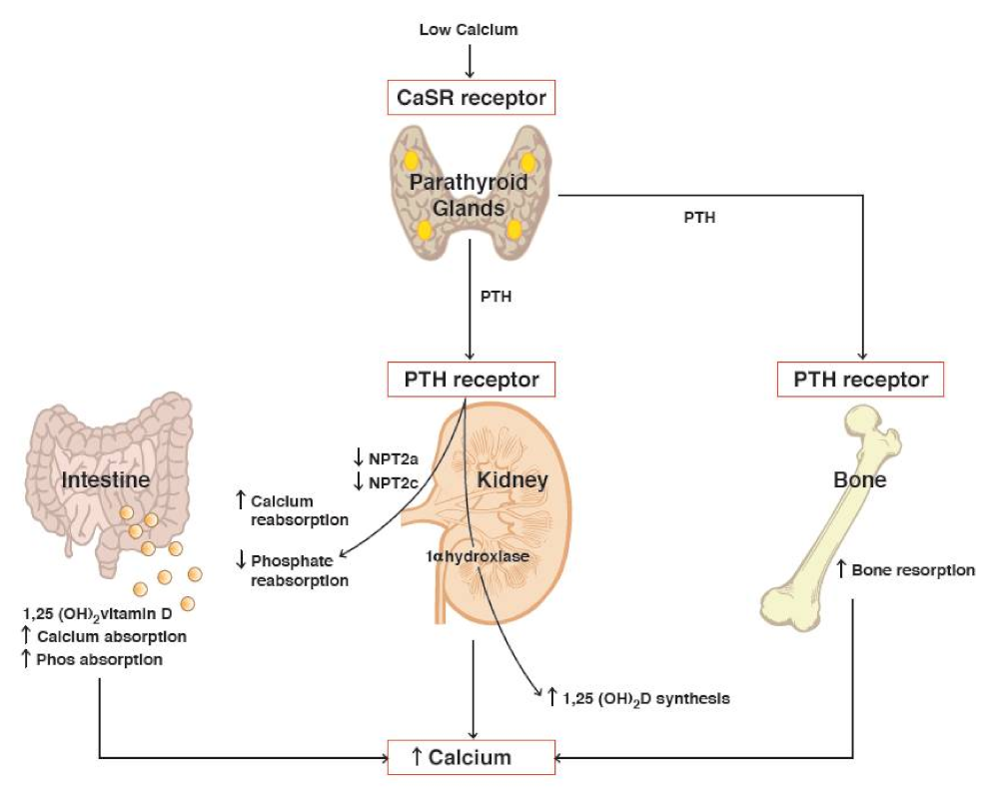 Low Calcium
CaSR receptor
Parathyroid
Glands
PTH
PTH
PTH receptor
PTH receptor
↓ NPT2a
↓ NPT2c
Intestine
Kidney
Bone
↑ Calcium
reabsorption
↓ Phosphate
reabsorption
1αhydroxlase
↑ Bone resorption
1,25 (OH)₂vitamin D
↑ Calcium absorption
↑ Phos absorption
↑ 1,25 (OH)₂D synthesis
↑ Calcium